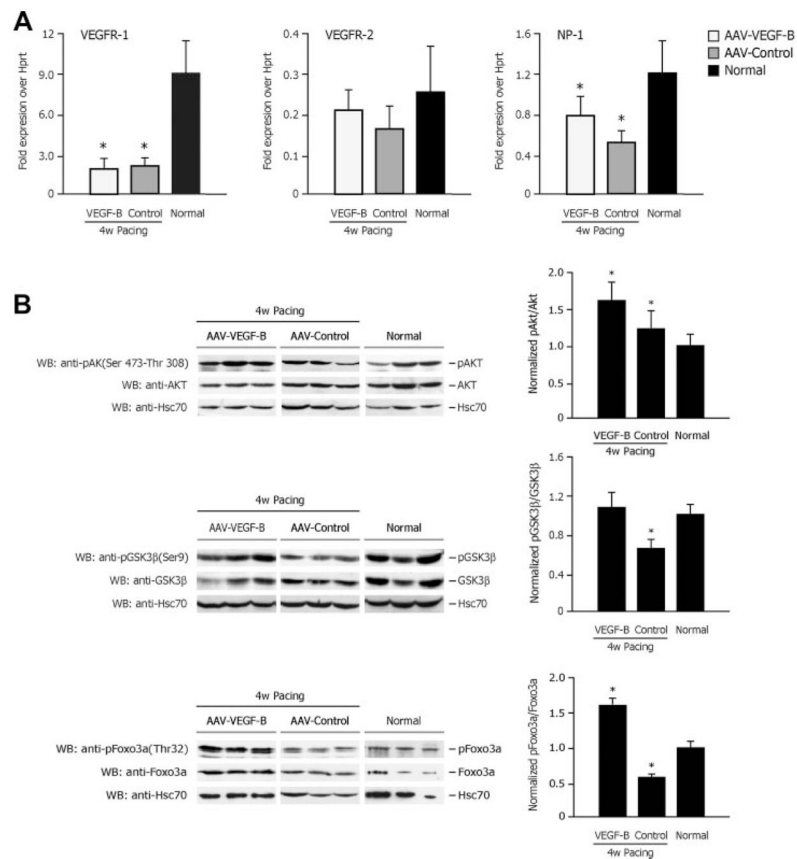 A
VEGFR-1
Fold expresion over Hprt
12.0
9.0
6.0
3.0
0
*
*
VEGF-B Control Normal
4w Pacing
VEGFR-2
Fold expresion over Hprt
0.4
0.3
0.2
0.1
0
VEGF-B Control Normal
4w Pacing
NP-1
Fold expresion over Hprt
1.6
1.2
0.8
0.4
0
*
*
VEGF-B Control Normal
4w Pacing
AAV-VEGF-B
AAV-Control
Normal
B
4w Pacing
AAV-VEGF-B AAV-Control Normal
WB: anti-pAK(Ser 473-Thr 308) – pAKT
WB: anti-AKT – AKT
WB: anti-Hsc70 – Hsc70
Normalized pAkt/Akt
2.0
1.5
1.0
0.5
0
*
*
VEGF-B Control Normal
4w Pacing
4w Pacing
AAV-VEGF-B AAV-Control Normal
WB: anti-pGSK3β(Ser9) – pGSK3β
WB: anti-GSK3β – GSK3β
WB: anti-Hsc70 – Hsc70
Normalized pGSK3β/GSK3β
1.6
1.2
0.8
0.4
0
*
VEGF-B Control Normal
4w Pacing
4w Pacing
AAV-VEGF-B AAV-Control Normal
WB: anti-pFoxo3a(Thr32) – pFoxo3a
WB: anti-Foxo3a – Foxo3a
WB: anti-Hsc70 – Hsc70
Normalized pFoxo3a/Foxo3a
2.0
1.5
1.0
0.5
0
*
*
VEGF-B Control Normal
4w Pacing